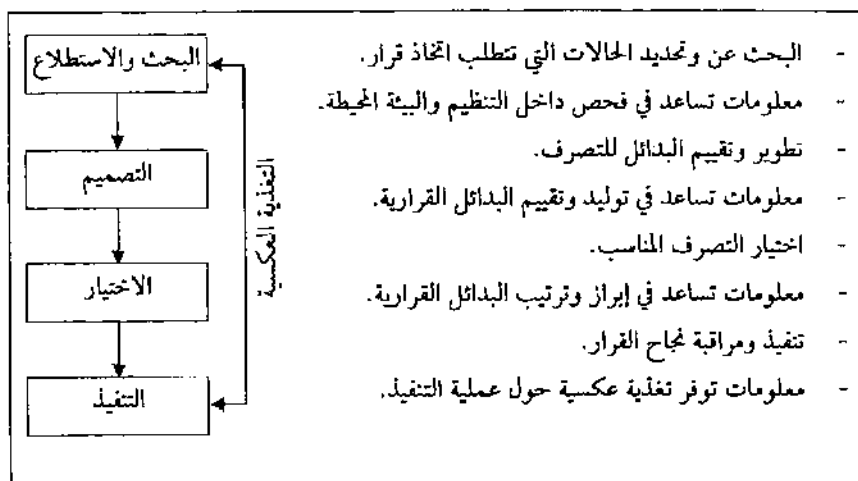 - البحث عن وتحديد الحالات التي تتطلب اتخاذ قرار.
- معلومات تساعد في فحص داخل التنظيم والبيئة المحيطة.
- تطوير وتقييم البدائل للتصرف.
- معلومات تساعد في توليد وتقييم البدائل القرارية.
- اختيار التصرف المناسب.
- معلومات تساعد في إبراز وترتيب البدائل القرارية.
- تنفيذ ومراقبة نجاح القرار.
- معلومات توفر تغذية عكسية حول عملية التنفيذ.
التغذية العكسية
البحث والاستطلاع
التصميم
الاختيار
التنفيذ